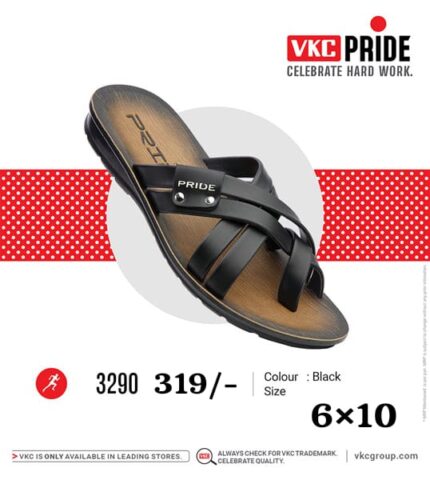 VKC PRIDE
CELEBRATE HARD WORK.
PRIDE
3290 319/- Colour : Black
Size
6×10
> VKC IS ONLY AVAILABLE IN LEADING STORES.
VKC ALWAYS CHECK FOR VKC TRADEMARK.
CELEBRATE QUALITY.
vkcgroup.com